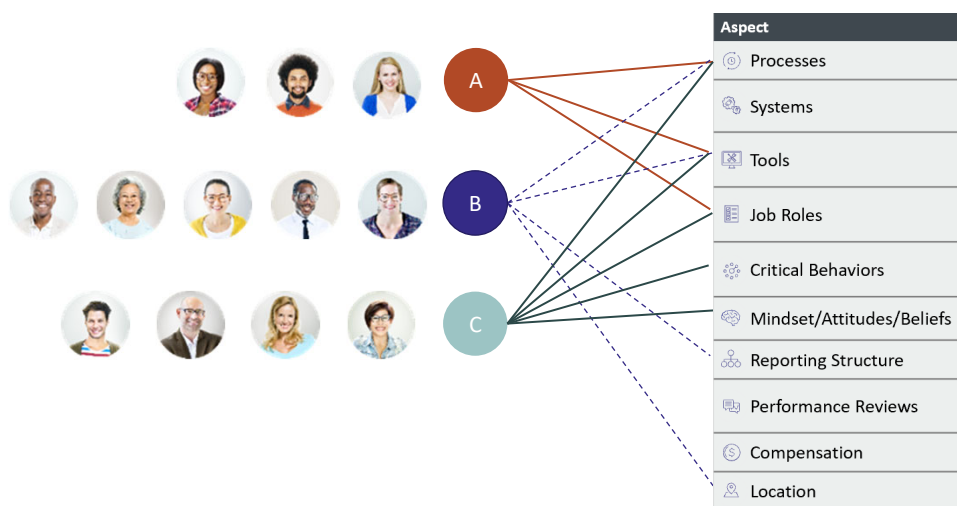 Aspect
A
Processes
Systems
Tools
B
Job Roles
Critical Behaviors
C
Mindset/Attitudes/Beliefs
Reporting Structure
Performance Reviews
Compensation
Location